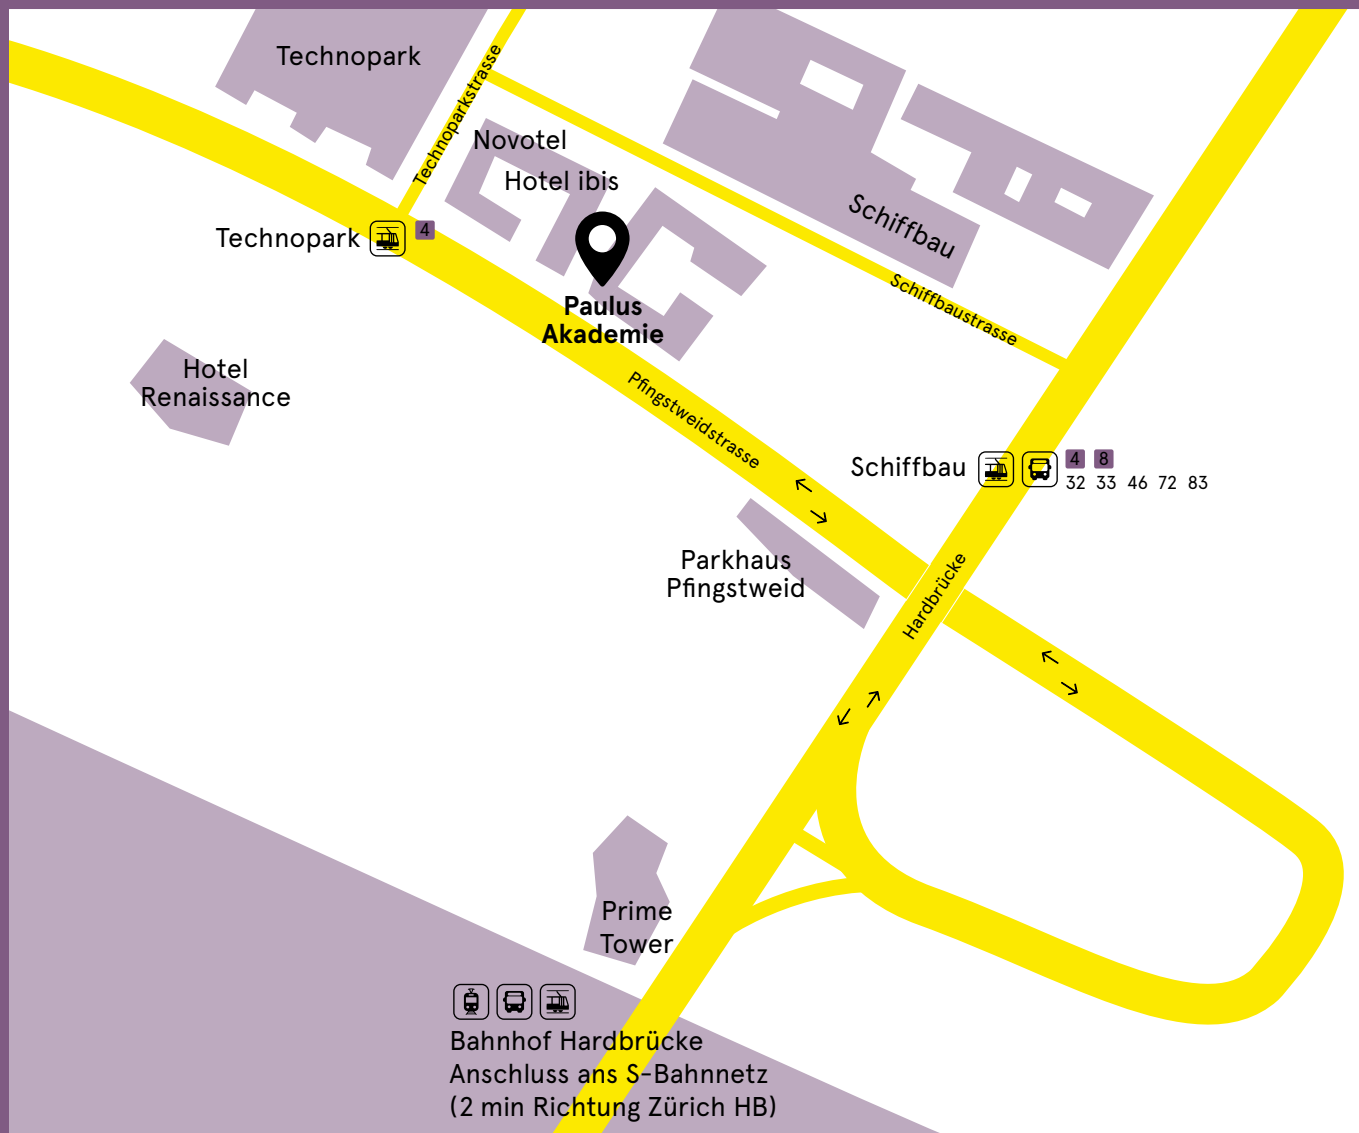 Technopark
Technoparkstrasse
Novotel
Hotel ibis
Schiffbau
Technopark
4
Schiffbaustrasse
Paulus
Akademie
Hotel
Renaissance
Pfingstweidstrasse
Schiffbau
4 8
32 33 46 72 83
Parkhaus
Pfingstweid
Hardbrücke
Prime
Tower
Bahnhof Hardbrücke
Anschluss ans S-Bahnnetz
(2 min Richtung Zürich HB)